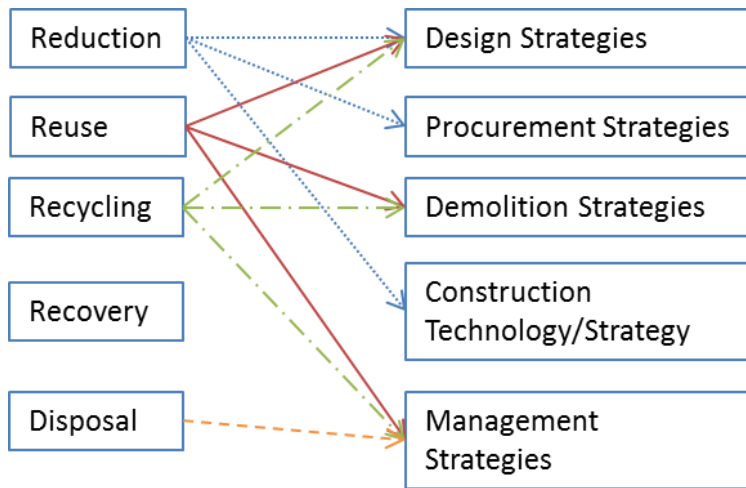 Reduction
Reuse
Recycling
Recovery
Disposal
Design Strategies
Procurement Strategies
Demolition Strategies
Construction
Technology/Strategy
Management
Strategies